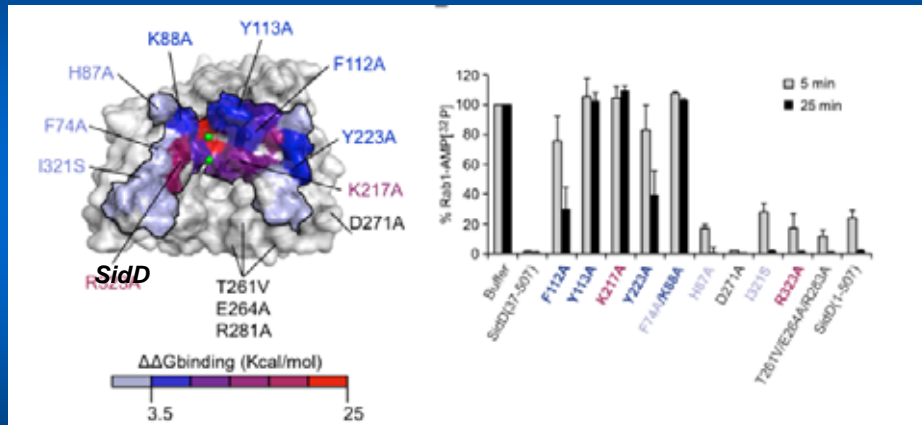 Y113A
K88A
F112A
H87A
F74A
Y223A
I321S
K217A
D271A
SidD
R323A
T261V
E264A
R281A
ΔΔGbinding (Kcal/mol)
3.5 25
% Rab1-AMP[³²P]
120
100
80
60
40
20
0
5 min
25 min
Buffer
SidD(37-507)
F112A
Y113A
K217A
Y223A
F74A/K88A
H87A
D271A
I321S
R323A
T261V/E264A/R283A
SidD(1-507)